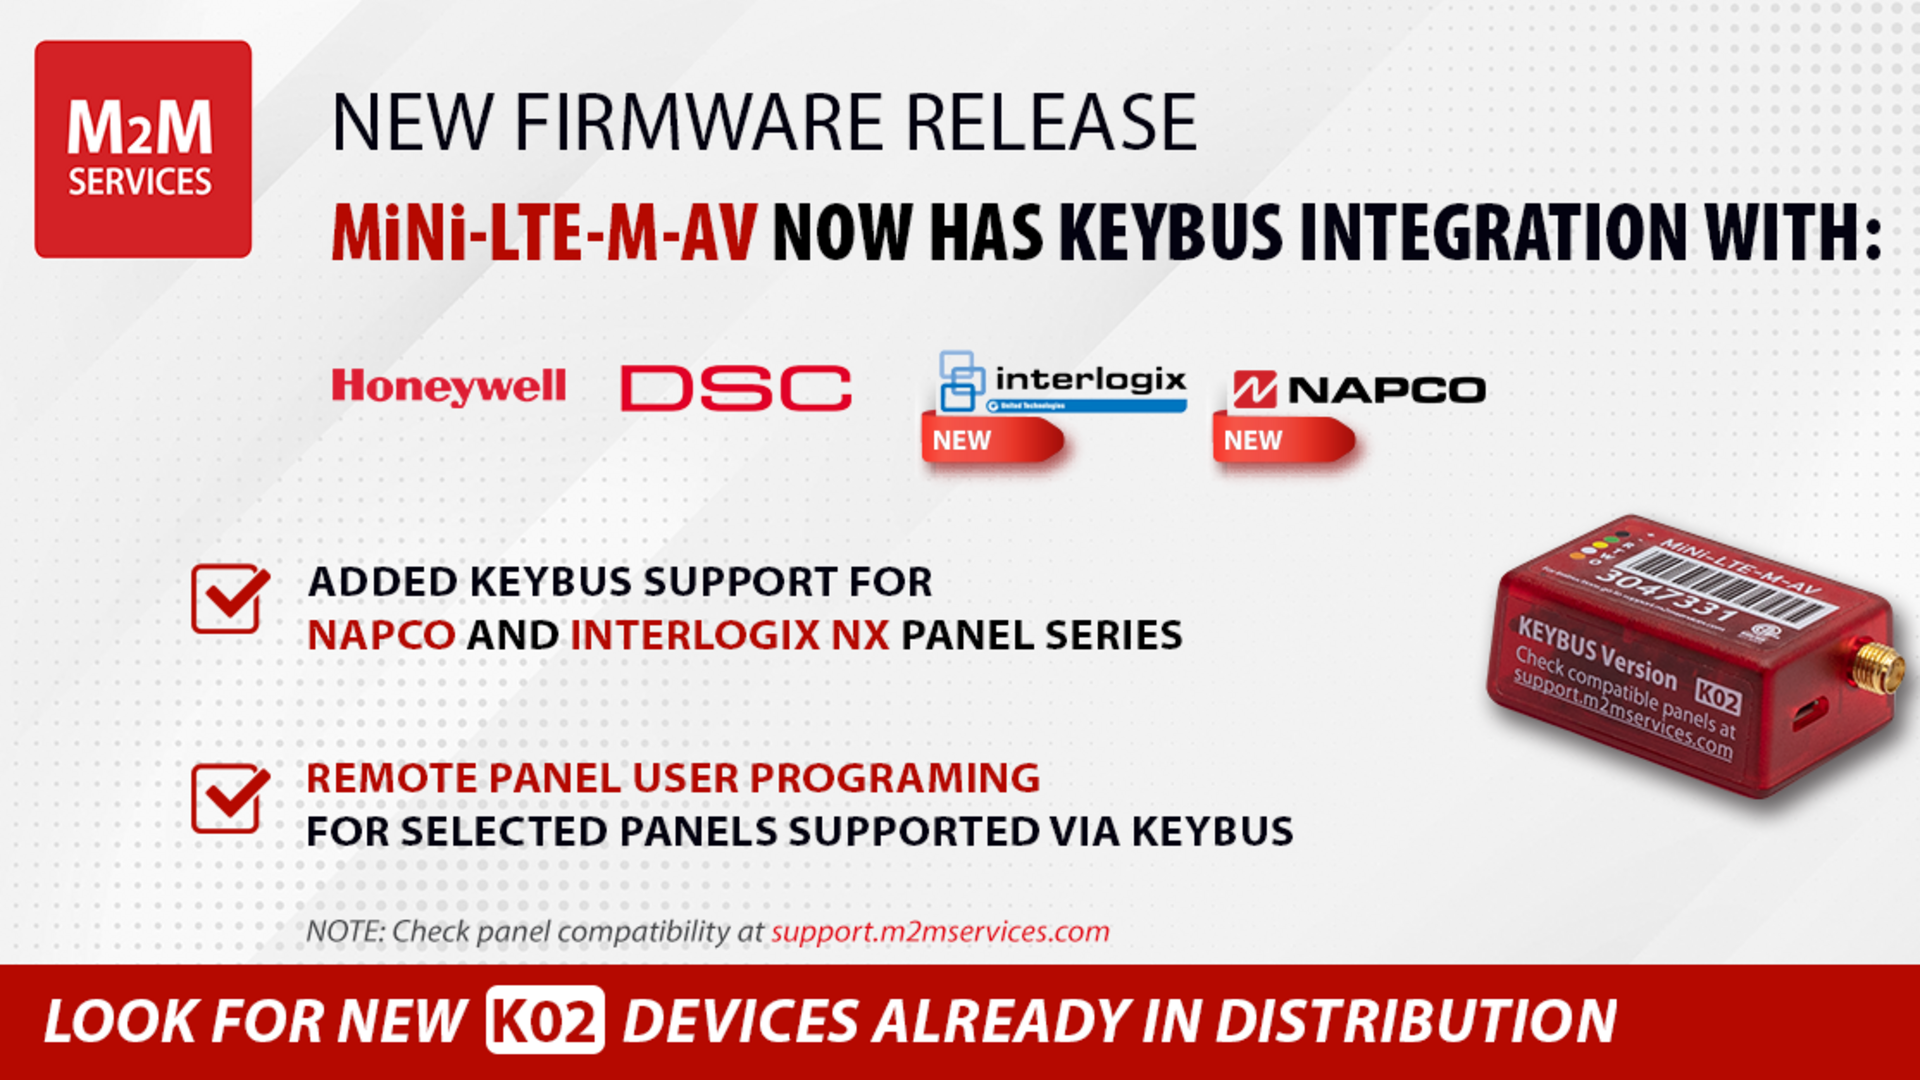 M2M
SERVICES
NEW FIRMWARE RELEASE
MiNi-LTE-M-AV NOW HAS KEYBUS INTEGRATION WITH:
Honeywell
DSC
interlogix
United Technologies
NEW
NAPCO
NEW
ADDED KEYBUS SUPPORT FOR
NAPCO AND INTERLOGIX NX PANEL SERIES
REMOTE PANEL USER PROGRAMING
FOR SELECTED PANELS SUPPORTED VIA KEYBUS
MiNi-LTE-M-AV
3047331
KEYBUS Version K02
Check compatible panels at
support.m2mservices.com
NOTE: Check panel compatibility at support.m2mservices.com
LOOK FOR NEW K02 DEVICES ALREADY IN DISTRIBUTION